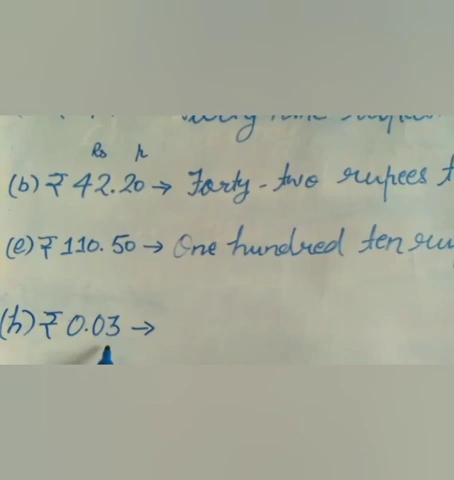 Rs p
(b) ₹ 42.20 → Forty-two rupees
(e) ₹ 110.50 → One hundred ten
(h) ₹ 0.03 →